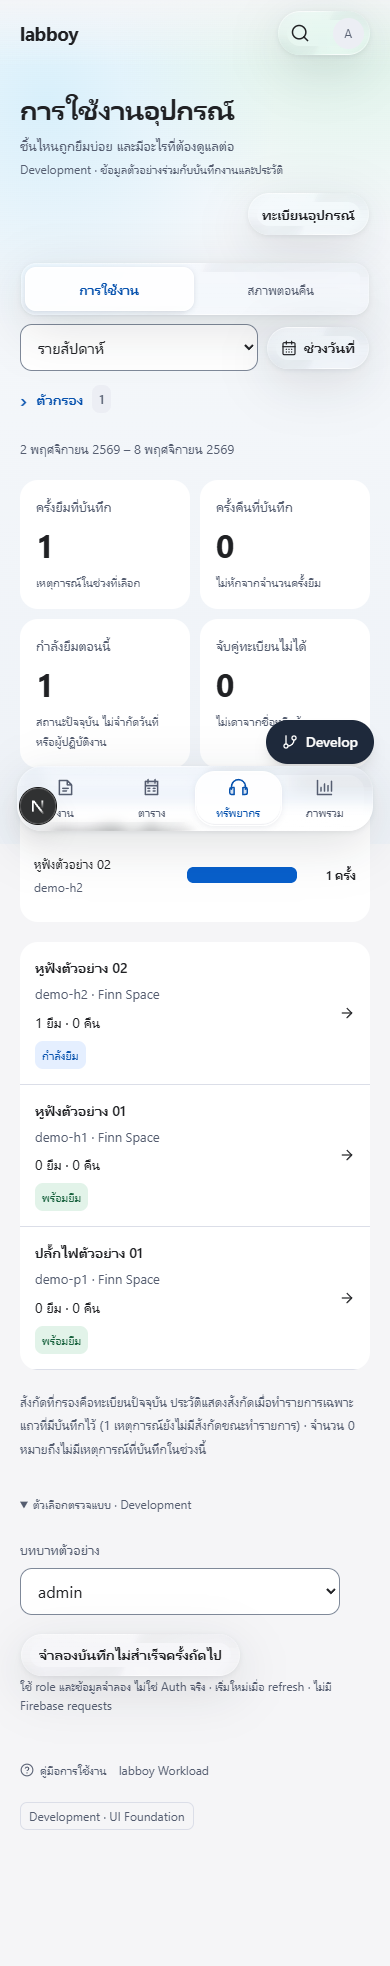 labboy
A
การใช้งานอุปกรณ์
ชิ้นไหนถูกยืมบ่อย และมีอะไรที่ต้องดูแลต่อ
Development · ข้อมูลตัวอย่างร่วมกับบันทึกงานและประวัติ
ทะเบียนอุปกรณ์
การใช้งาน
สภาพตอนคืน
รายสัปดาห์
ช่วงวันที่
ตัวกรอง 1
2 พฤศจิกายน 2569 – 8 พฤศจิกายน 2569
ครั้งยืมที่บันทึก
1
เหตุการณ์ในช่วงที่เลือก
ครั้งคืนที่บันทึก
0
ไม่หักจากจำนวนครั้งยืม
กำลังยืมตอนนี้
1
สถานะปัจจุบัน ไม่จำกัดวันที่
หรือผู้ปฏิบัติงาน
จับคู่ทะเบียนไม่ได้
0
ไม่เดาจากชื่อ
Develop
N
งาน
ตาราง
ทรัพยากร
ภาพรวม
หูฟังตัวอย่าง 02
demo-h2
1 ครั้ง
หูฟังตัวอย่าง 02
demo-h2 · Finn Space
1 ยืม · 0 คืน
กำลังยืม
หูฟังตัวอย่าง 01
demo-h1 · Finn Space
0 ยืม · 0 คืน
พร้อมยืม
ปลั๊กไฟตัวอย่าง 01
demo-p1 · Finn Space
0 ยืม · 0 คืน
พร้อมยืม
สังกัดที่กรองคือทะเบียนปัจจุบัน ประวัติแสดงสังกัดเมื่อทำรายการเฉพาะ
แถวที่มีบันทึกไว้ (1 เหตุการณ์ยังไม่มีสังกัดขณะทำรายการ) · จำนวน 0
หมายถึงไม่มีเหตุการณ์ที่บันทึกในช่วงนี้
ตัวเลือกตรวจแบบ · Development
บทบาทตัวอย่าง
admin
จำลองบันทึกไม่สำเร็จครั้งถัดไป
ใช้ role และข้อมูลจำลอง ไม่ใช่ Auth จริง · เริ่มใหม่เมื่อ refresh · ไม่มี
Firebase requests
คู่มือการใช้งาน labboy Workload
Development · UI Foundation